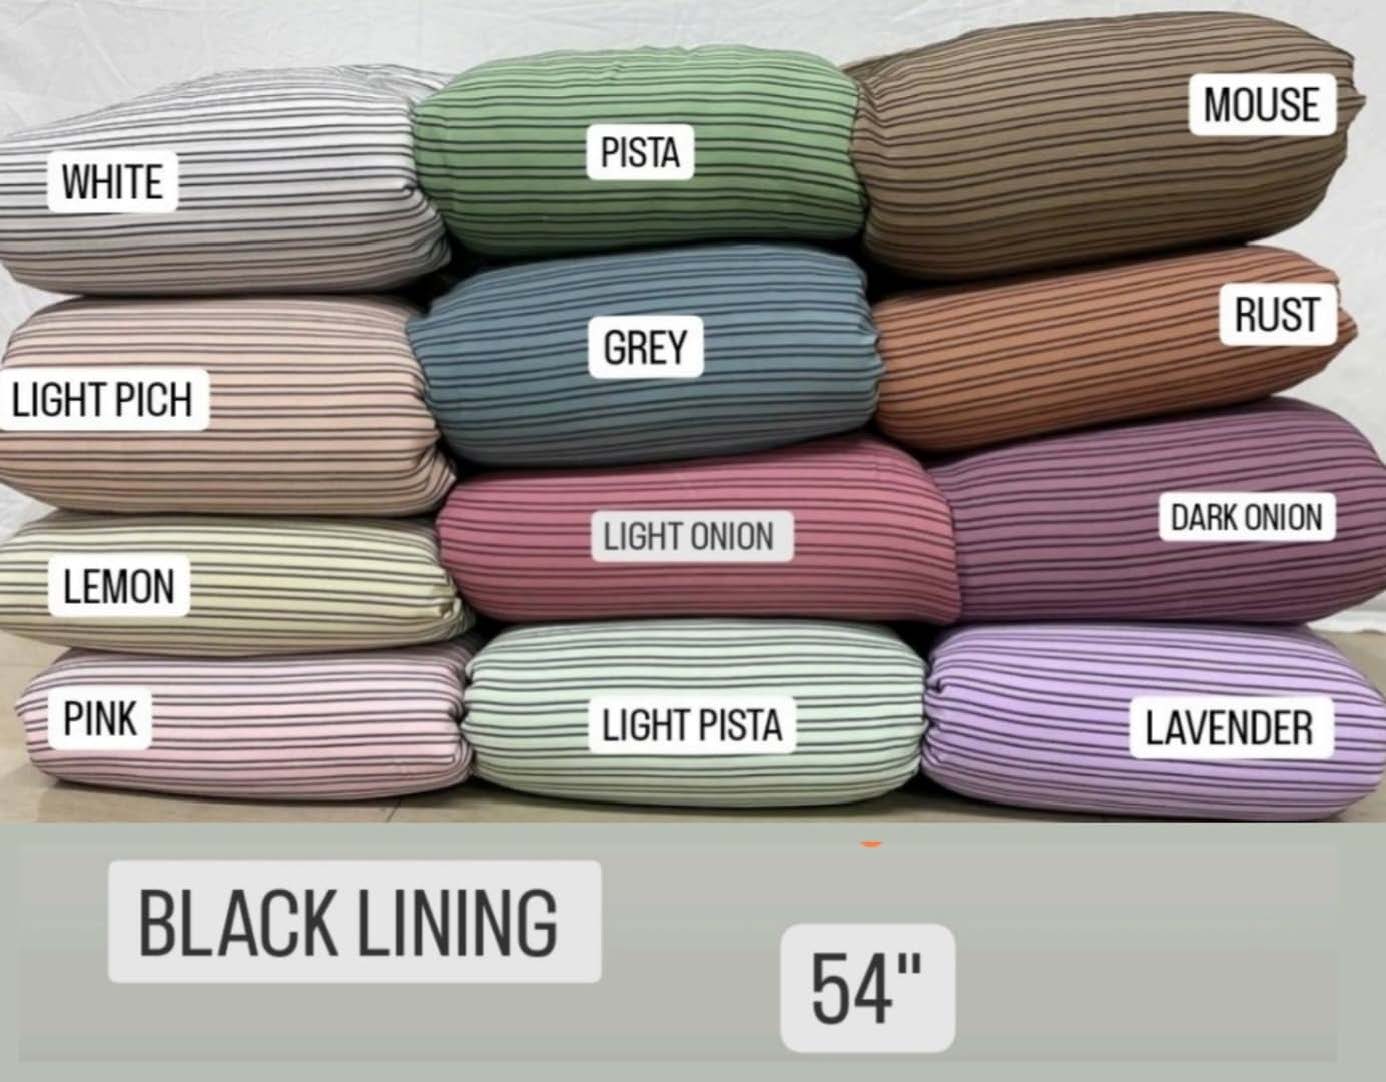 WHITE
PISTA
MOUSE
LIGHT PICH
GREY
RUST
LEMON
LIGHT ONION
DARK ONION
PINK
LIGHT PISTA
LAVENDER
BLACK LINING
54"